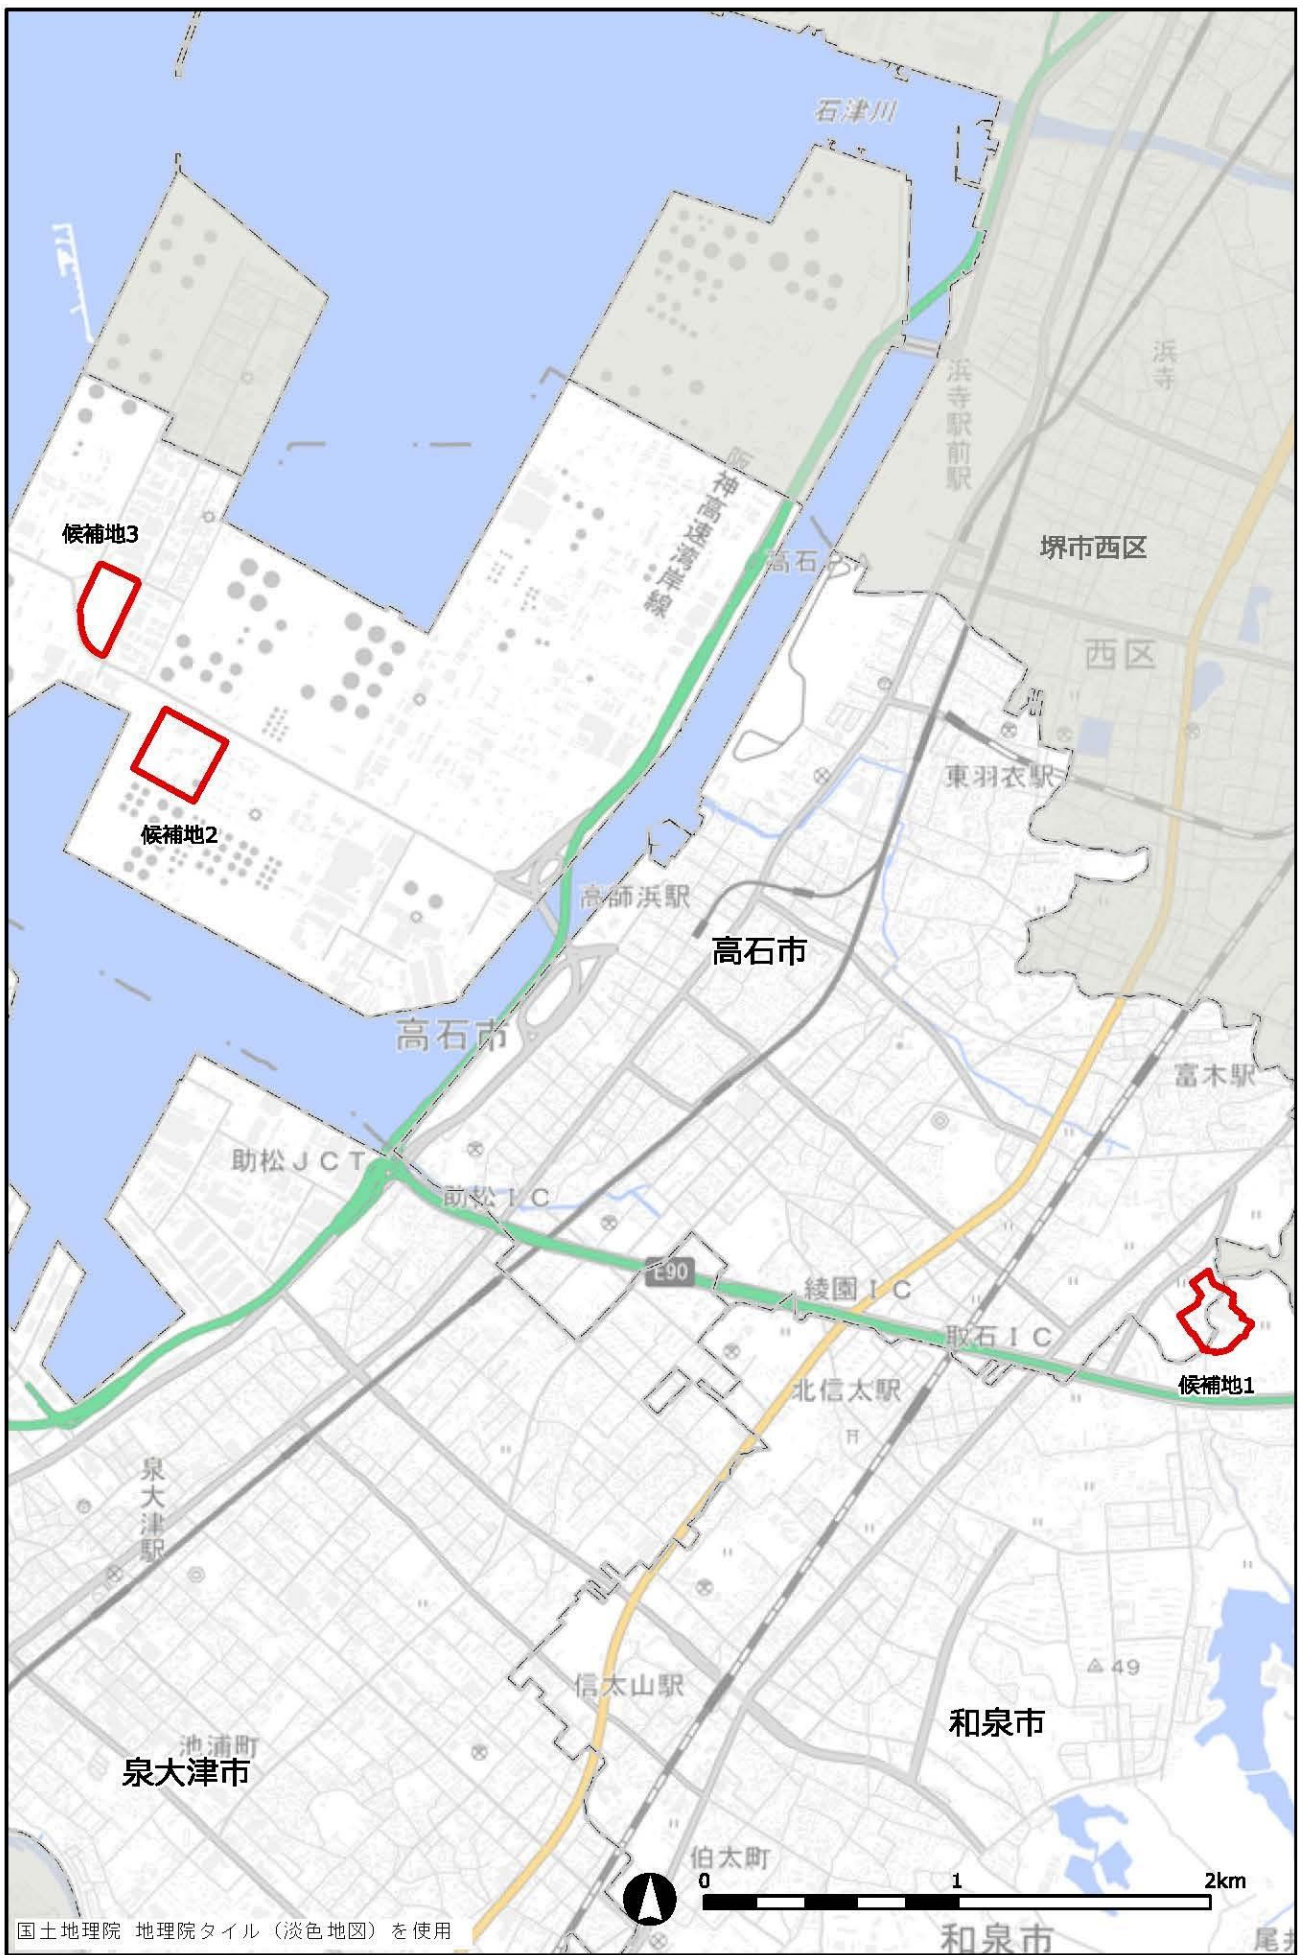 石津川
浜寺
浜寺駅前駅
阪神高速湾岸線
候補地3
高石
堺市西区
西区
東羽衣駅
候補地2
高師浜駅
高石市
高石市
富木駅
助松JCT
助松IC
E90
綾園IC
取石IC
候補地1
北信太駅
泉大津駅
49
信太山駅
和泉市
池浦町
泉大津市
伯太町
0 1 2km
国土地理院 地理院タイル（淡色地図）を使用
和泉市